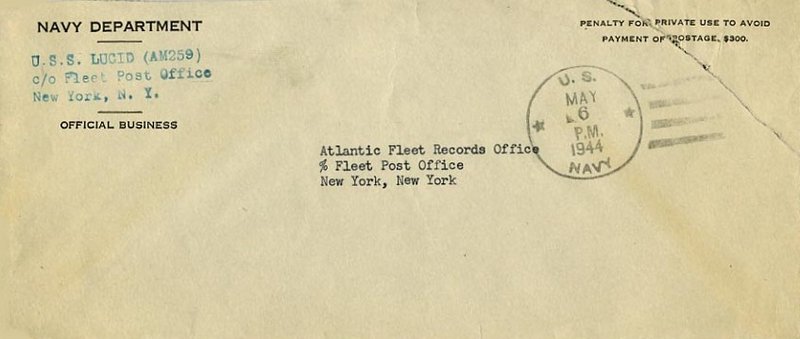 NAVY DEPARTMENT
U.S.S. LUCID (AM259)
c/o Fleet Post Office
New York, N. Y.
OFFICIAL BUSINESS
PENALTY FOR PRIVATE USE TO AVOID
PAYMENT OF POSTAGE, $300.
U. S.
MAY
6
P.M.
1944
NAVY
Atlantic Fleet Records Office
% Fleet Post Office
New York, New York